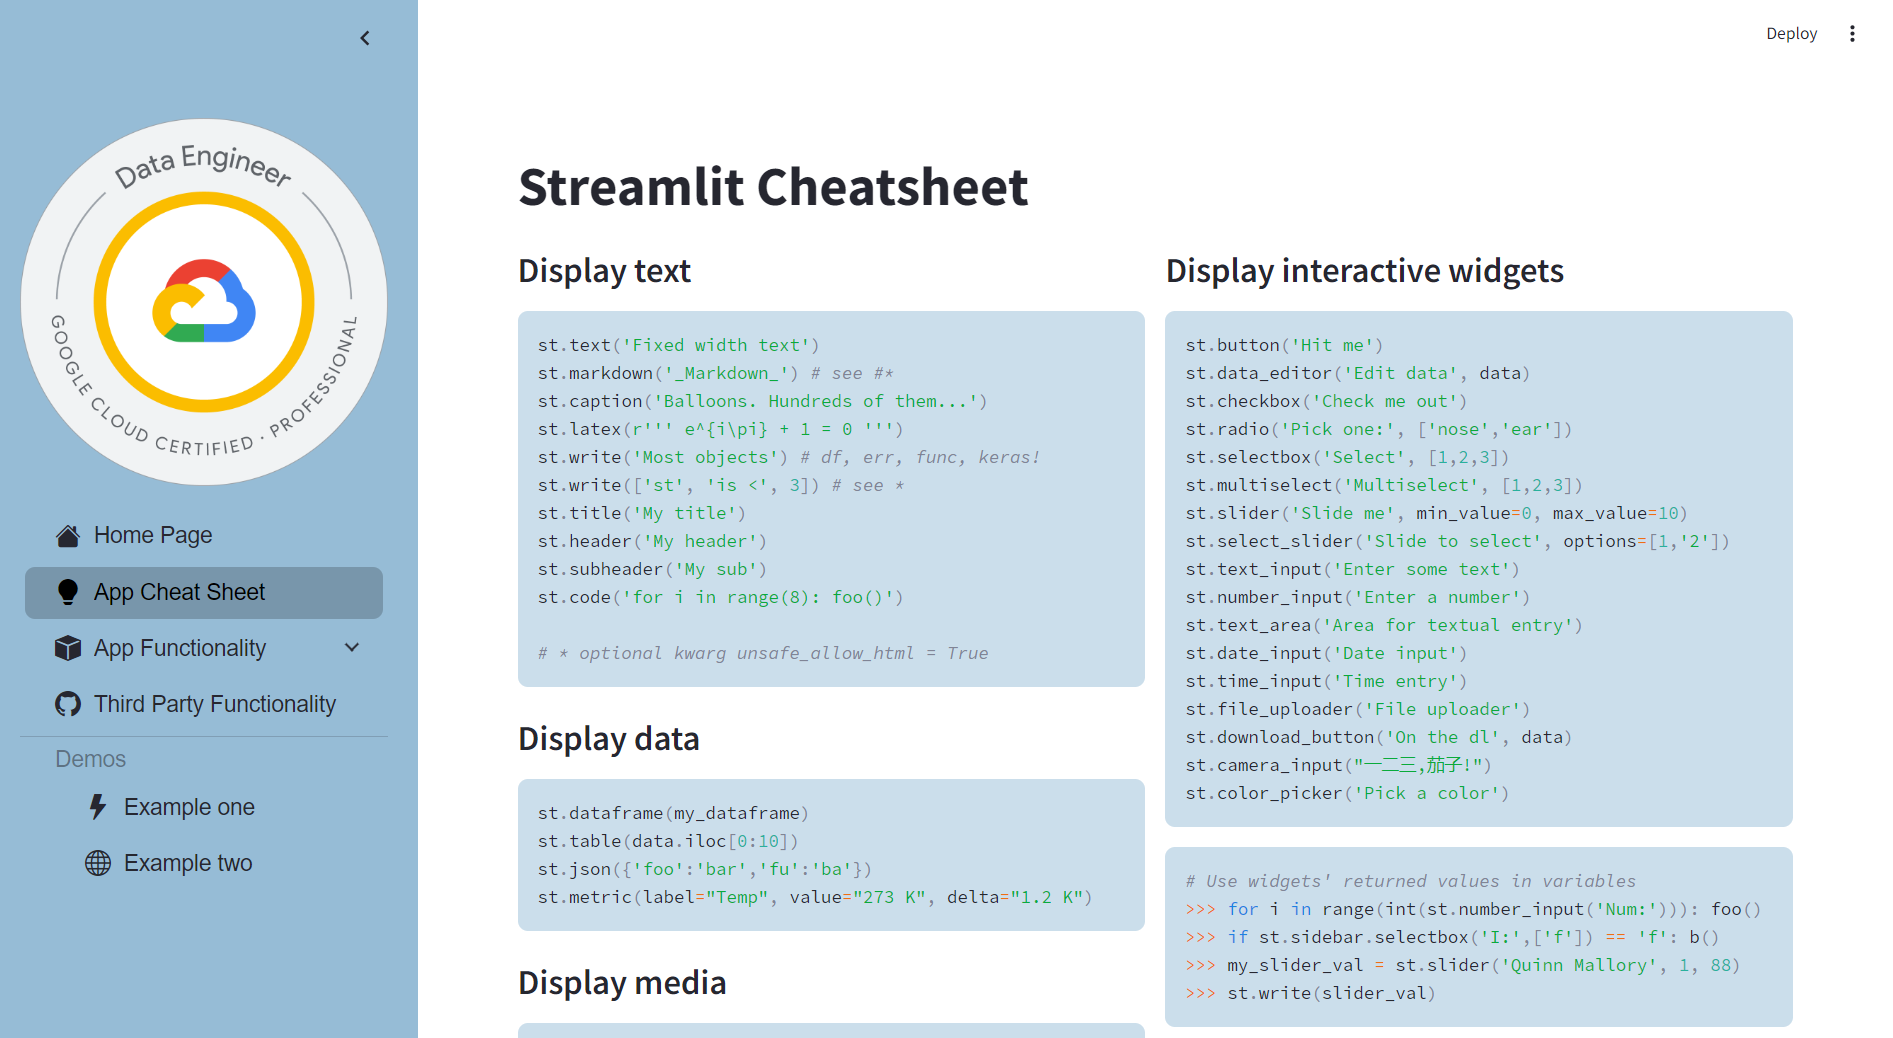 Deploy
Data Engineer
GOOGLE CLOUD CERTIFIED · PROFESSIONAL
Home Page
App Cheat Sheet
App Functionality
Third Party Functionality
Demos
Example one
Example two
Streamlit Cheatsheet
Display text
st.text('Fixed width text')
st.markdown('_Markdown_') # see #*
st.caption('Balloons. Hundreds of them...')
st.latex(r''' e^{i\pi} + 1 = 0 ''')
st.write('Most objects') # df, err, func, keras!
st.write(['st', 'is <', 3]) # see *
st.title('My title')
st.header('My header')
st.subheader('My sub')
st.code('for i in range(8): foo()')
# * optional kwarg unsafe_allow_html = True
Display data
st.dataframe(my_dataframe)
st.table(data.iloc[0:10])
st.json({'foo':'bar','fu':'ba'})
st.metric(label="Temp", value="273 K", delta="1.2 K")
Display media
Display interactive widgets
st.button('Hit me')
st.data_editor('Edit data', data)
st.checkbox('Check me out')
st.radio('Pick one:', ['nose','ear'])
st.selectbox('Select', [1,2,3])
st.multiselect('Multiselect', [1,2,3])
st.slider('Slide me', min_value=0, max_value=10)
st.select_slider('Slide to select', options=[1,'2'])
st.text_input('Enter some text')
st.number_input('Enter a number')
st.text_area('Area for textual entry')
st.date_input('Date input')
st.time_input('Time entry')
st.file_uploader('File uploader')
st.download_button('On the dl', data)
st.camera_input("一二三,茄子!")
st.color_picker('Pick a color')
# Use widgets' returned values in variables
>>> for i in range(int(st.number_input('Num:'))): foo()
>>> if st.sidebar.selectbox('I:',['f']) == 'f': b()
>>> my_slider_val = st.slider('Quinn Mallory', 1, 88)
>>> st.write(slider_val)